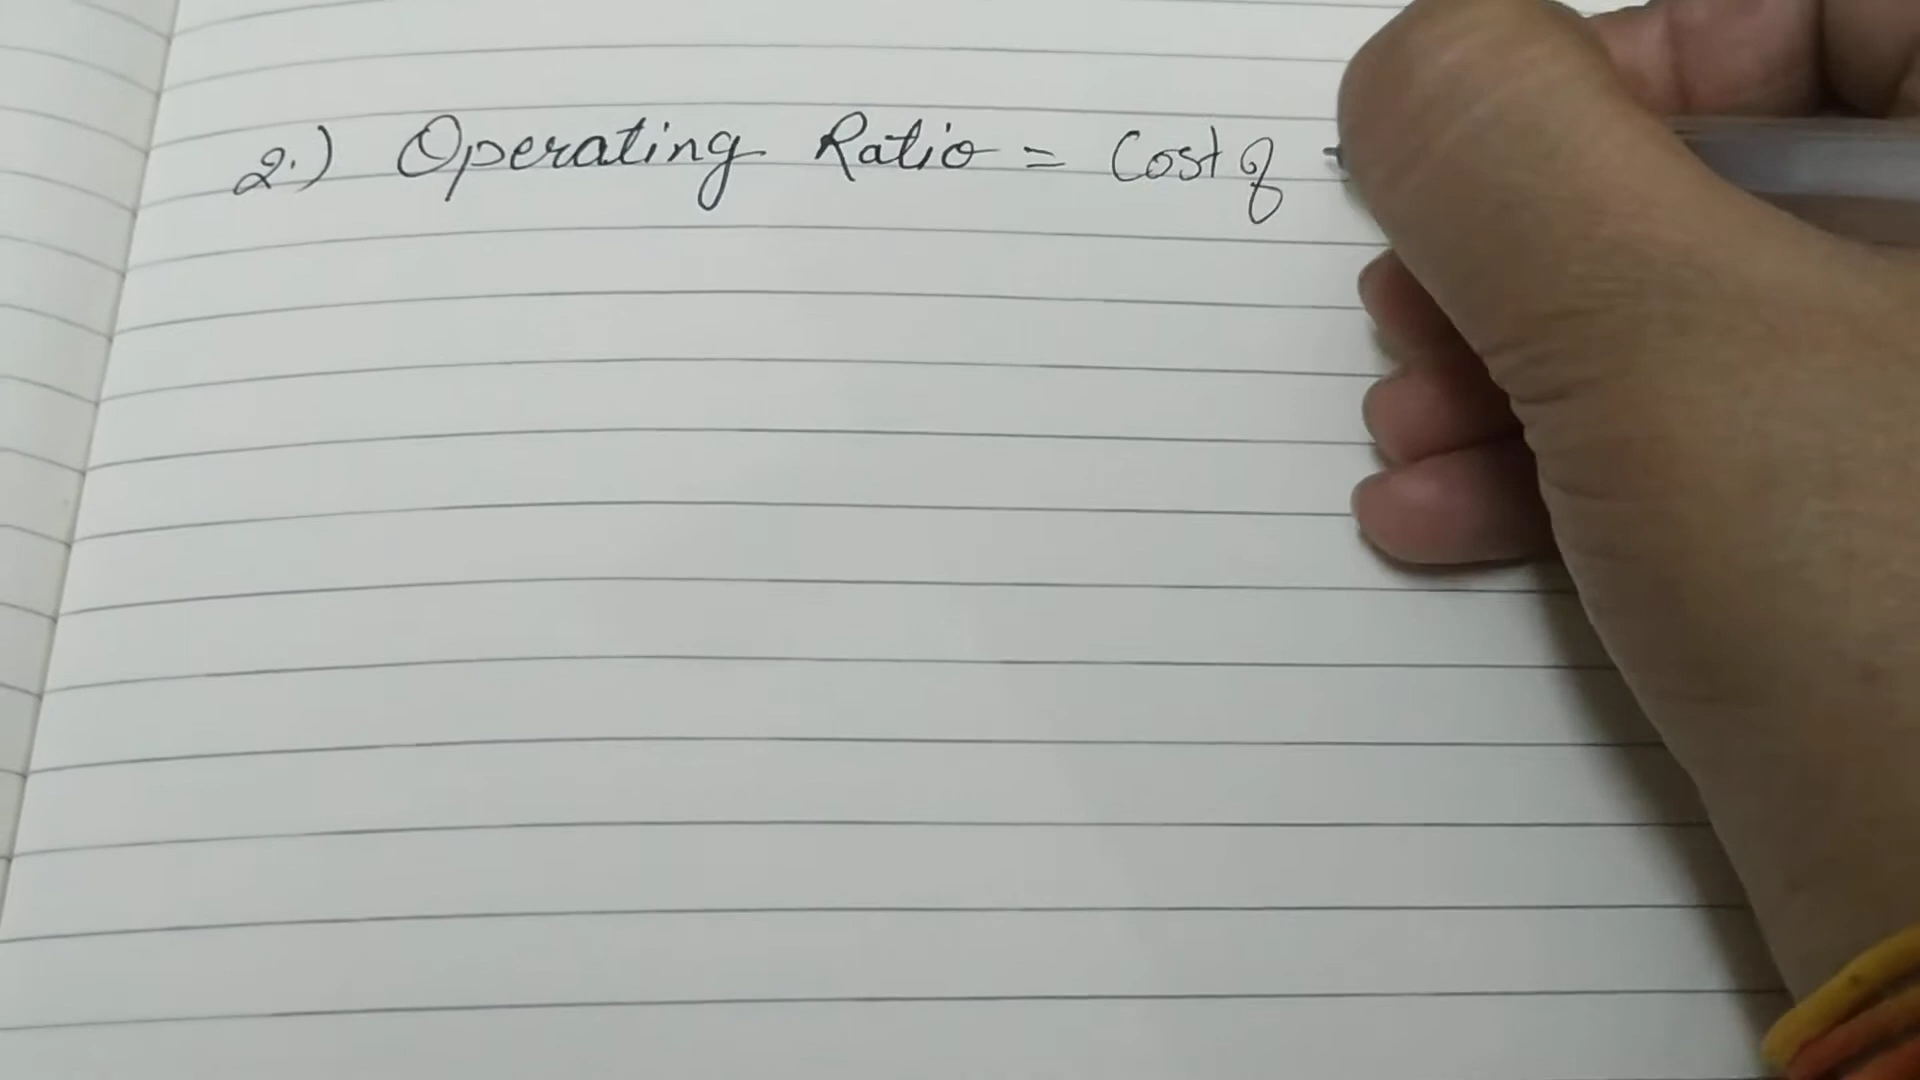 2.) Operating Ratio = Cost of